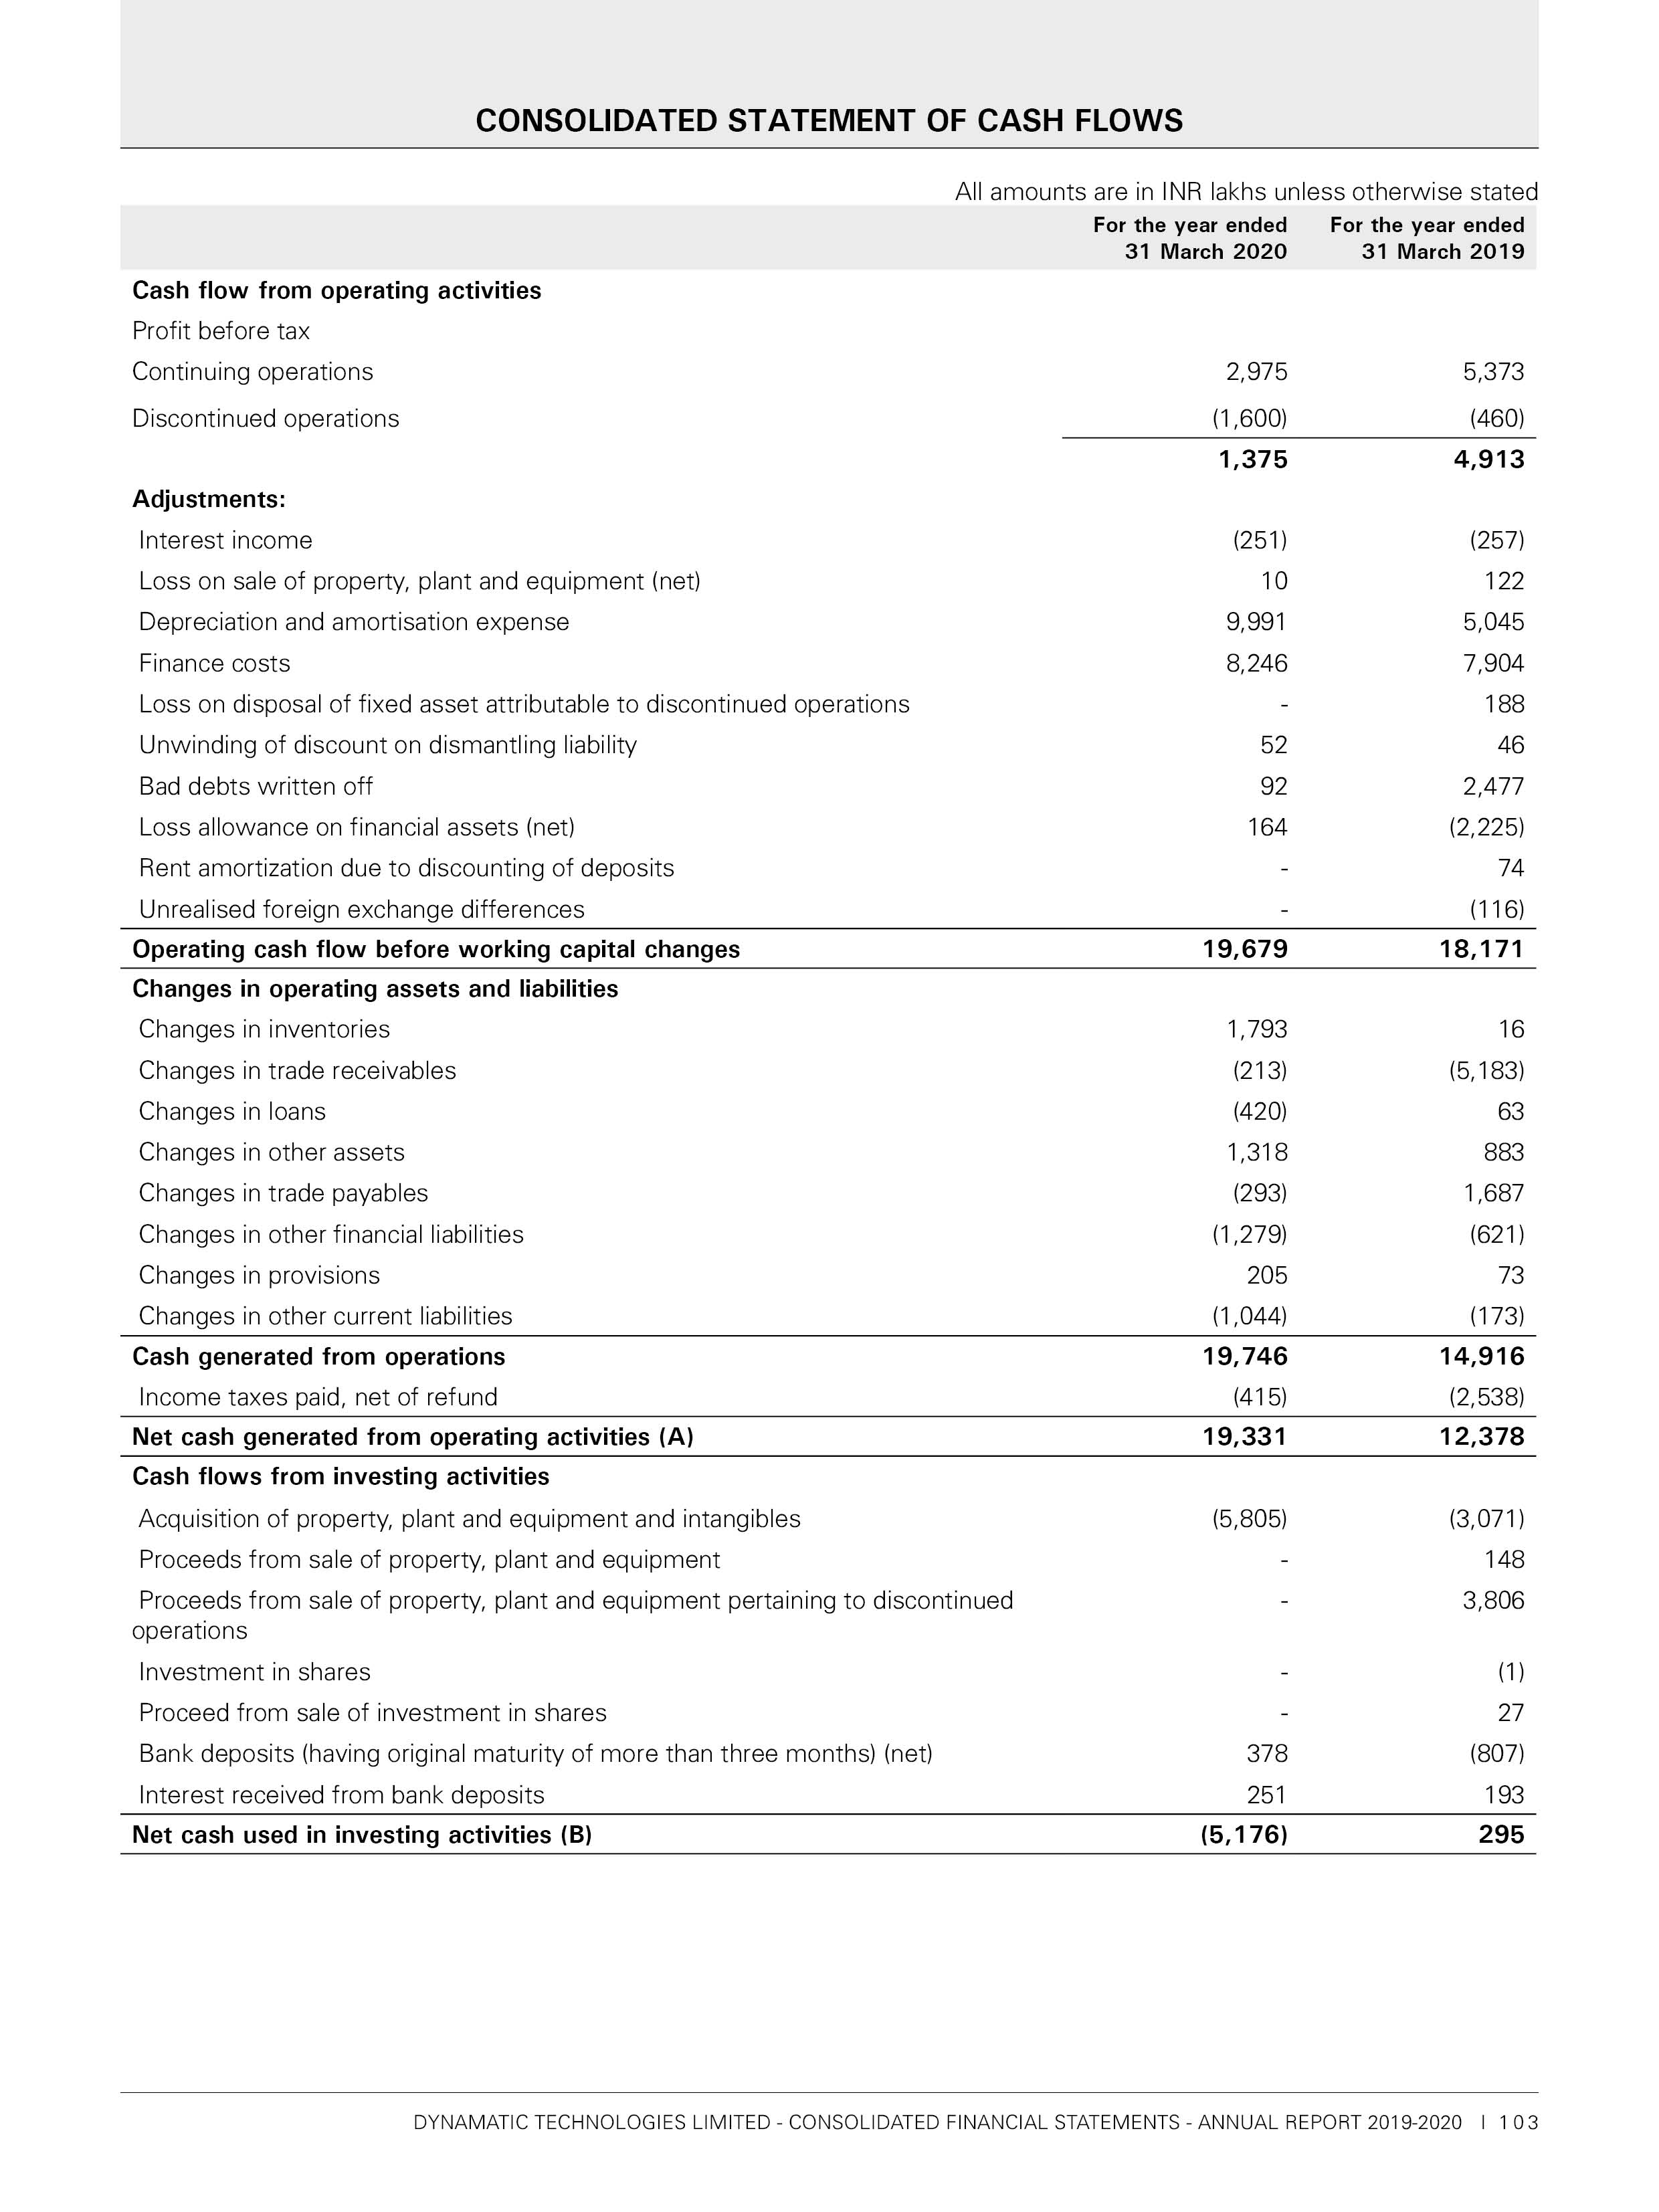 CONSOLIDATED STATEMENT OF CASH FLOWS
All amounts are in INR lakhs unless otherwise stated
For the year ended For the year ended
31 March 2020 31 March 2019
Cash flow from operating activities
Profit before tax
Continuing operations 2,975 5,373
Discontinued operations (1,600) (460)
1,375 4,913
Adjustments:
Interest income (251) (257)
Loss on sale of property, plant and equipment (net) 10 122
Depreciation and amortisation expense 9,991 5,045
Finance costs 8,246 7,904
Loss on disposal of fixed asset attributable to discontinued operations - 188
Unwinding of discount on dismantling liability 52 46
Bad debts written off 92 2,477
Loss allowance on financial assets (net) 164 (2,225)
Rent amortization due to discounting of deposits - 74
Unrealised foreign exchange differences - (116)
Operating cash flow before working capital changes 19,679 18,171
Changes in operating assets and liabilities
Changes in inventories 1,793 16
Changes in trade receivables (213) (5,183)
Changes in loans (420) 63
Changes in other assets 1,318 883
Changes in trade payables (293) 1,687
Changes in other financial liabilities (1,279) (621)
Changes in provisions 205 73
Changes in other current liabilities (1,044) (173)
Cash generated from operations 19,746 14,916
Income taxes paid, net of refund (415) (2,538)
Net cash generated from operating activities (A) 19,331 12,378
Cash flows from investing activities
Acquisition of property, plant and equipment and intangibles (5,805) (3,071)
Proceeds from sale of property, plant and equipment - 148
Proceeds from sale of property, plant and equipment pertaining to discontinued - 3,806
operations
Investment in shares - (1)
Proceed from sale of investment in shares - 27
Bank deposits (having original maturity of more than three months) (net) 378 (807)
Interest received from bank deposits 251 193
Net cash used in investing activities (B) (5,176) 295
DYNAMATIC TECHNOLOGIES LIMITED - CONSOLIDATED FINANCIAL STATEMENTS - ANNUAL REPORT 2019-2020 I 103